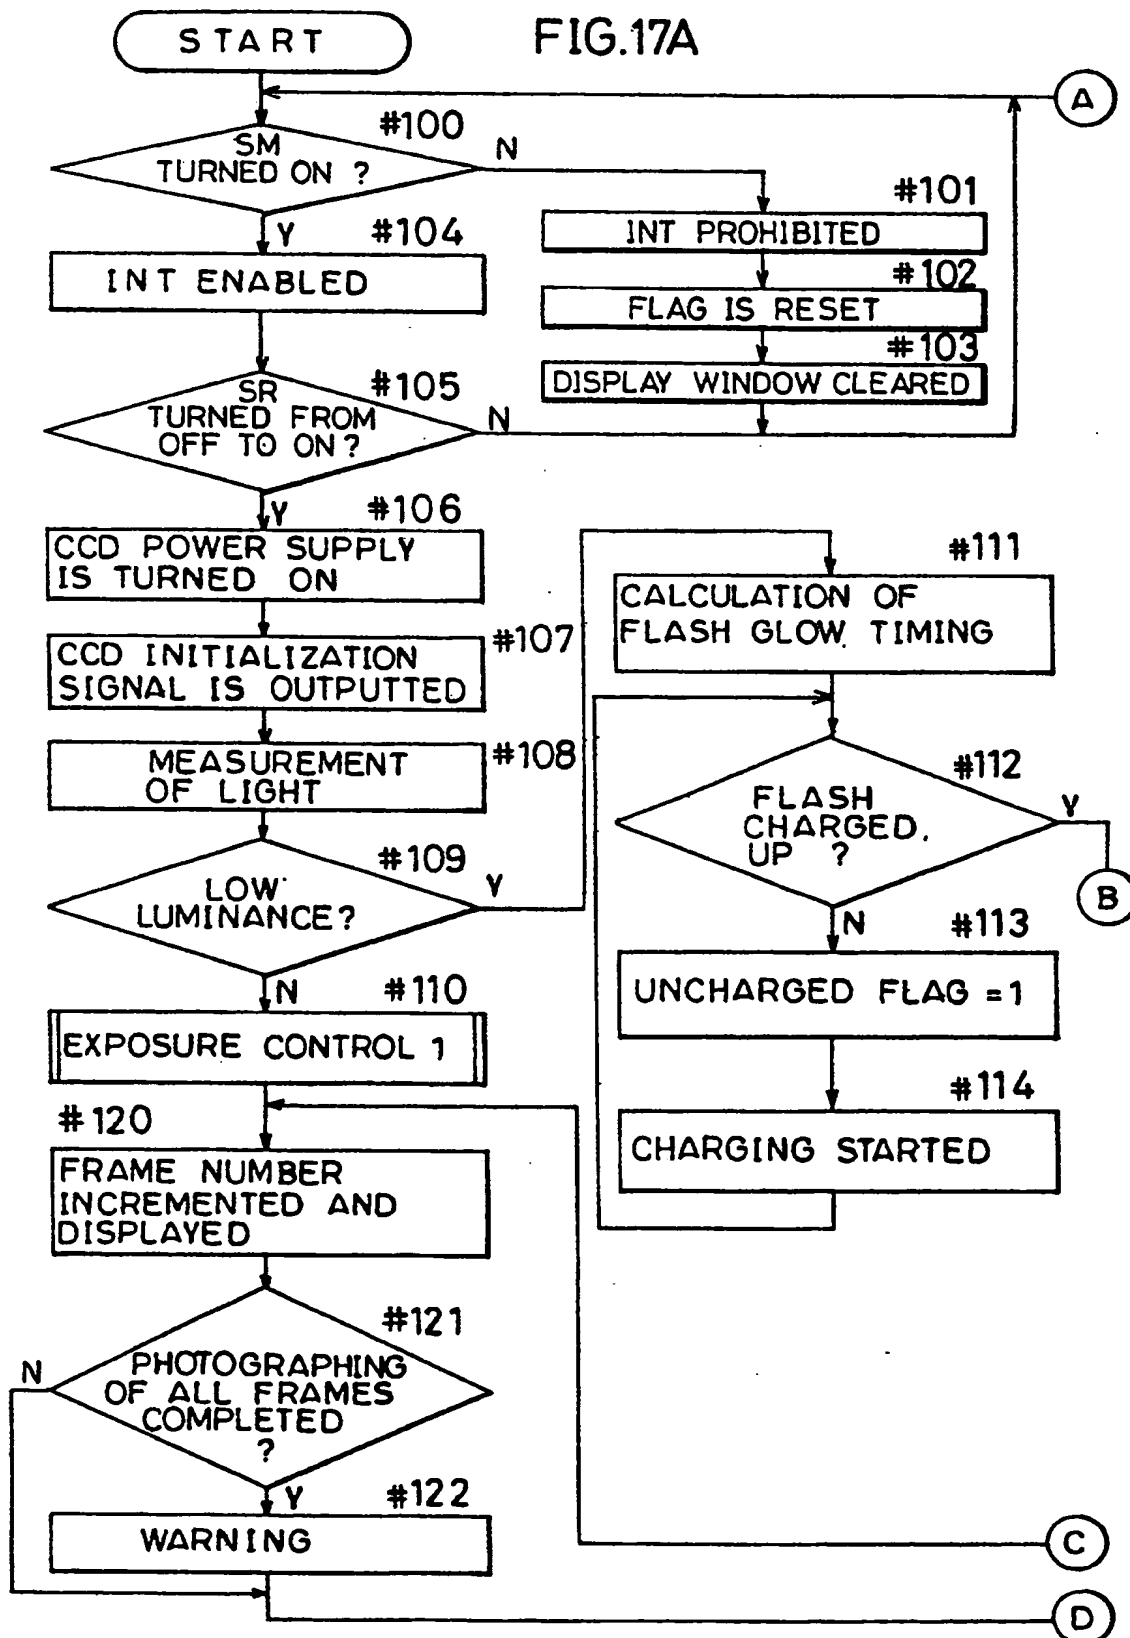 START
FIG.17A
A
#100
SM
TURNED ON ?
N
Y
#101
INT PROHIBITED
#104
INT ENABLED
#102
FLAG IS RESET
#103
DISPLAY WINDOW CLEARED
#105
SR
TURNED FROM
OFF TO ON?
N
Y
#106
CCD POWER SUPPLY
IS TURNED ON
#107
CCD INITIALIZATION
SIGNAL IS OUTPUTTED
#108
MEASUREMENT
OF LIGHT
#109
LOW
LUMINANCE?
Y
N
#110
EXPOSURE CONTROL 1
#111
CALCULATION OF
FLASH GLOW TIMING
#112
FLASH
CHARGED
UP ?
Y
B
N
#113
UNCHARGED FLAG =1
#114
CHARGING STARTED
#120
FRAME NUMBER
INCREMENTED AND
DISPLAYED
#121
PHOTOGRAPHING
OF ALL FRAMES
COMPLETED
?
N
Y
#122
WARNING
C
D